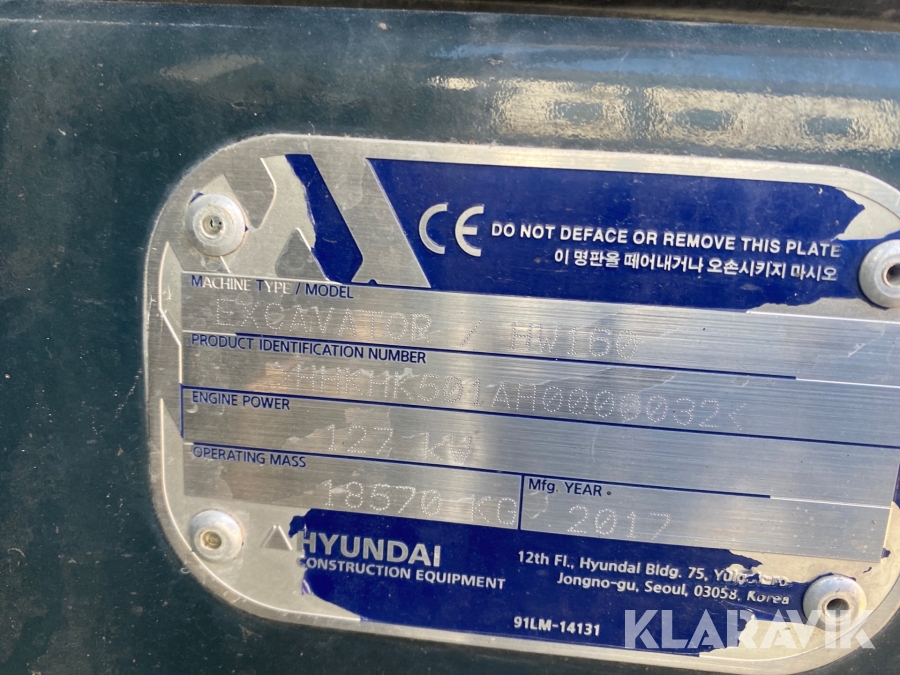 CE DO NOT DEFACE OR REMOVE THIS PLATE
이 명판을 떼어내거나 오손시키지 마시오
MACHINE TYPE / MODEL
EXCAVATOR / HW160
PRODUCT IDENTIFICATION NUMBER
ENGINE POWER
127 kW
OPERATING MASS
18570 KG
Mfg. YEAR
2017
HYUNDAI
CONSTRUCTION EQUIPMENT
12th Fl., Hyundai Bldg. 75,
Jongno-gu, Seoul, 03058, Korea
91LM-14131
KLARAVIK